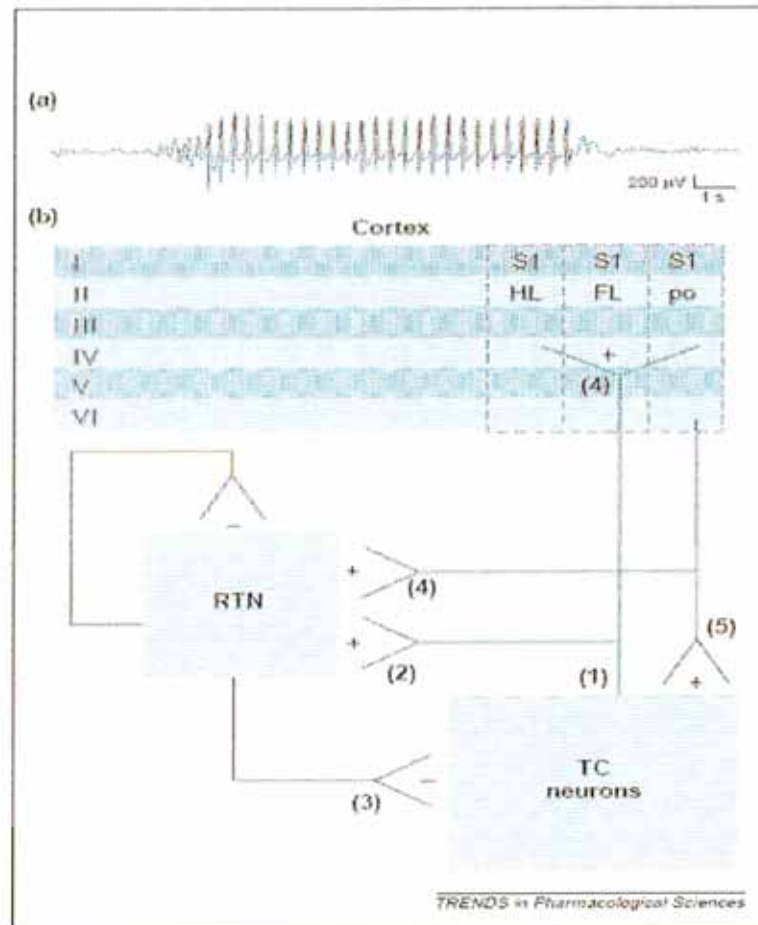 (a)
200 µV
1 s
(b)
Cortex
I S1 S1 S1
II HL FL po
III
IV +
V (4)
VI
−
RTN + (4)
+ (2) (1) (5)
+
(3) −
TC
neurons
TRENDS in Pharmacological Sciences